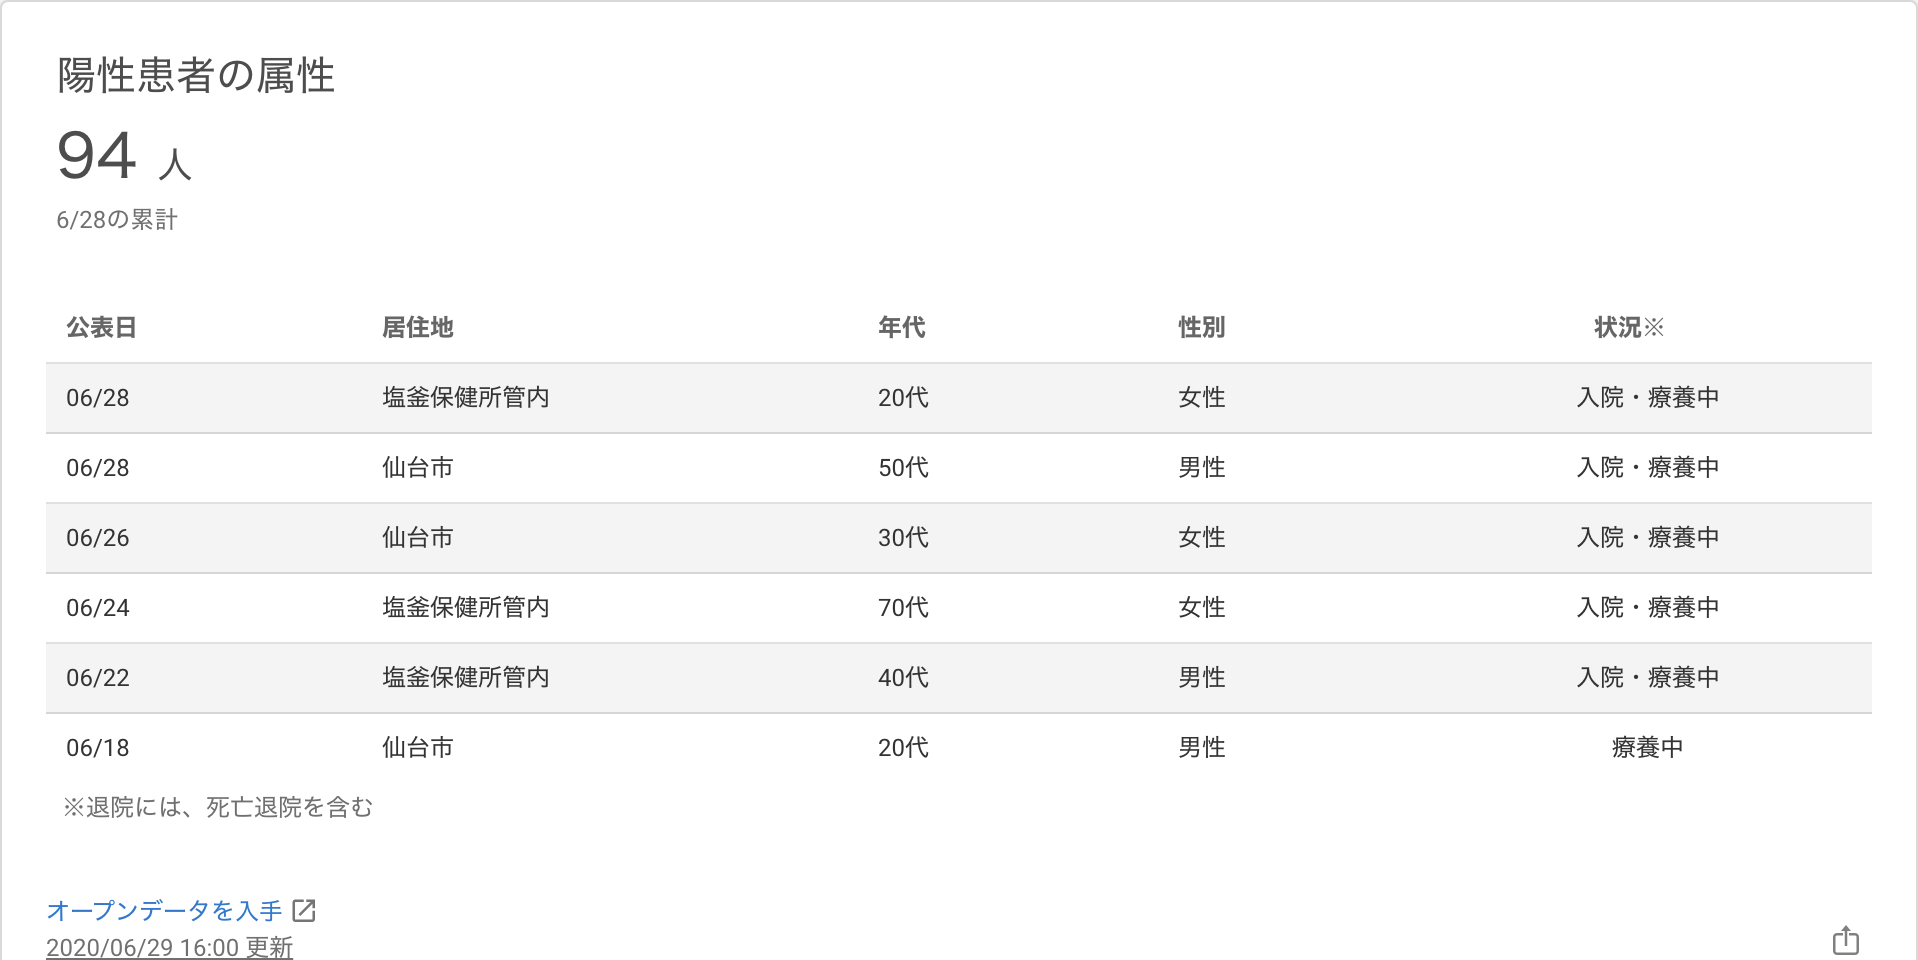 陽性患者の属性
94 人
6/28の累計
公表日 居住地 年代 性別 状況※
06/28 塩釜保健所管内 20代 女性 入院・療養中
06/28 仙台市 50代 男性 入院・療養中
06/26 仙台市 30代 女性 入院・療養中
06/24 塩釜保健所管内 70代 女性 入院・療養中
06/22 塩釜保健所管内 40代 男性 入院・療養中
06/18 仙台市 20代 男性 療養中
※退院には、死亡退院を含む
オープンデータを入手
2020/06/29 16:00 更新